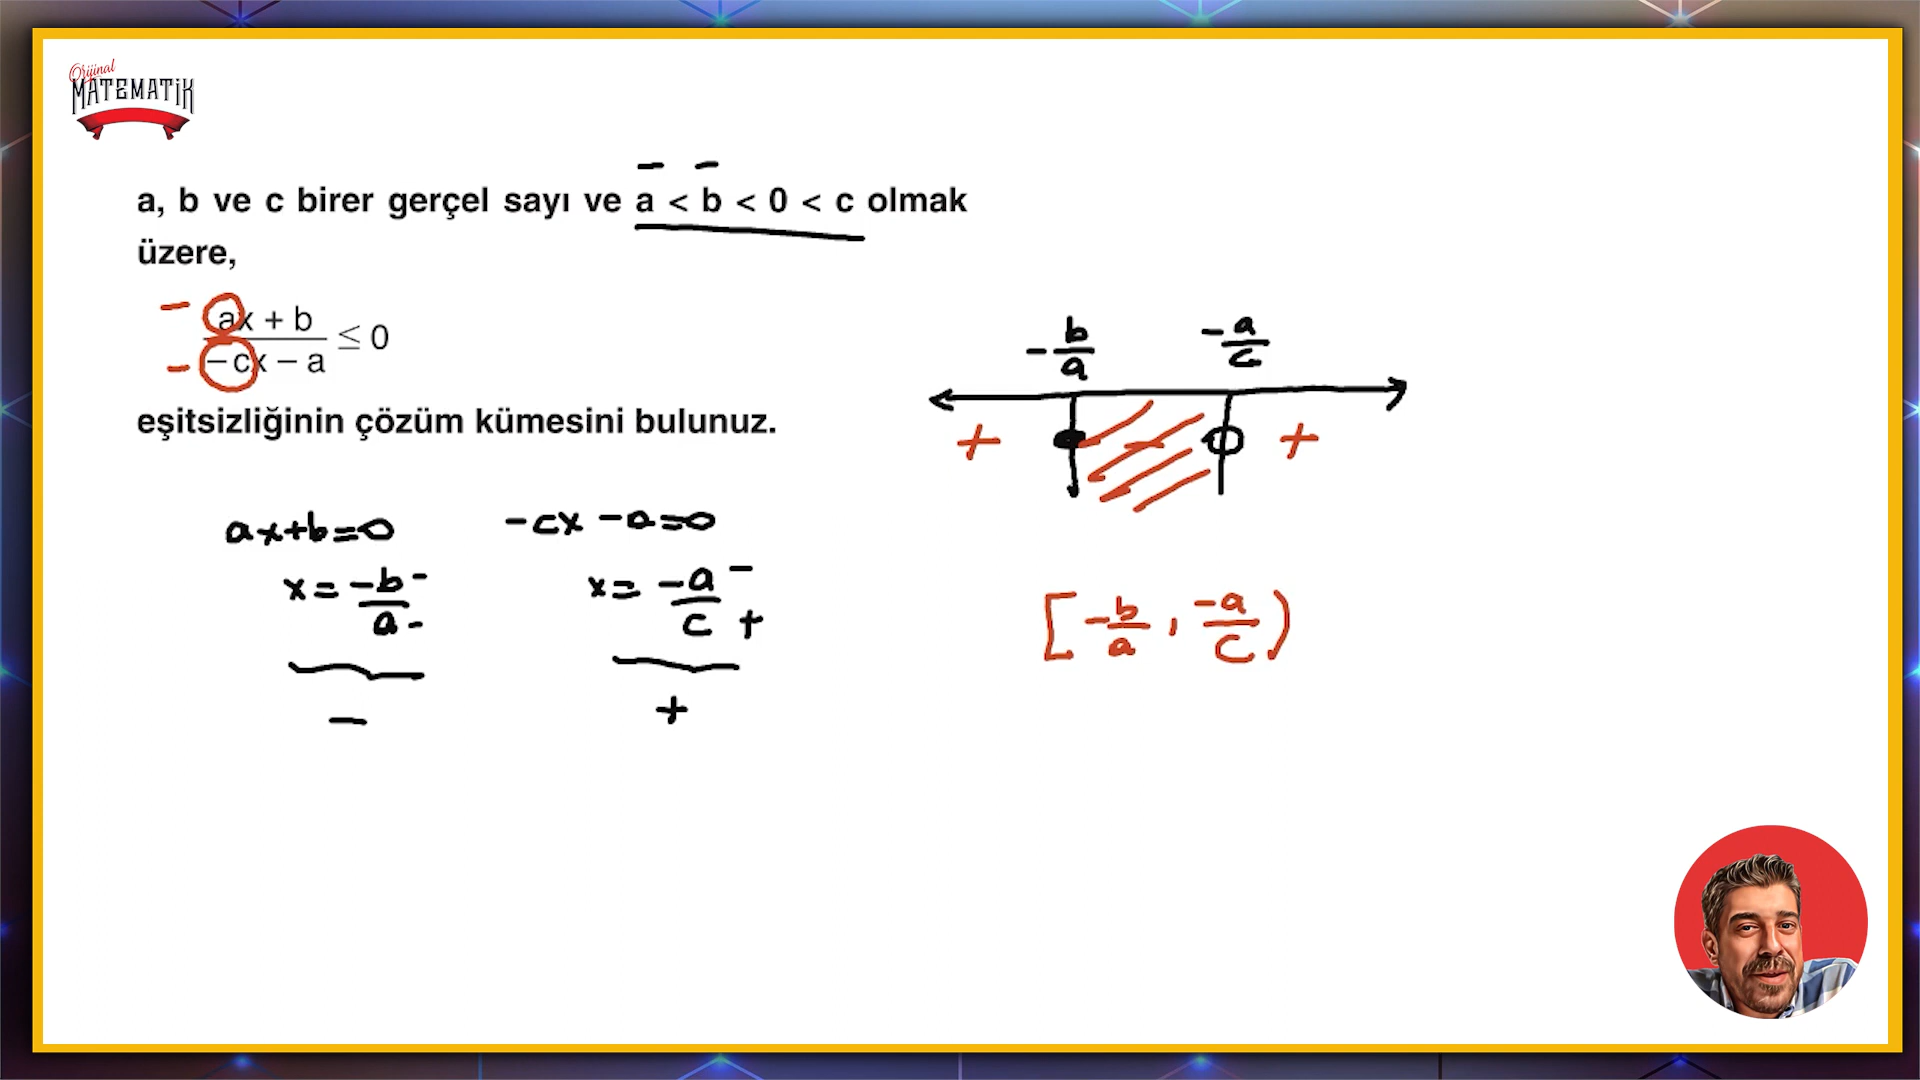 Orijinal
MATEMATİK
− −
a, b ve c birer gerçel sayı ve a < b < 0 < c olmak
üzere,
− ax + b
− −cx − a ≤ 0
eşitsizliğinin çözüm kümesini bulunuz.
ax+b=0
x = -b -
a -
−
-cx -a=0
x = -a -
c +
+
-b/a -a/c
+ − +
[-b/a , -a/c)